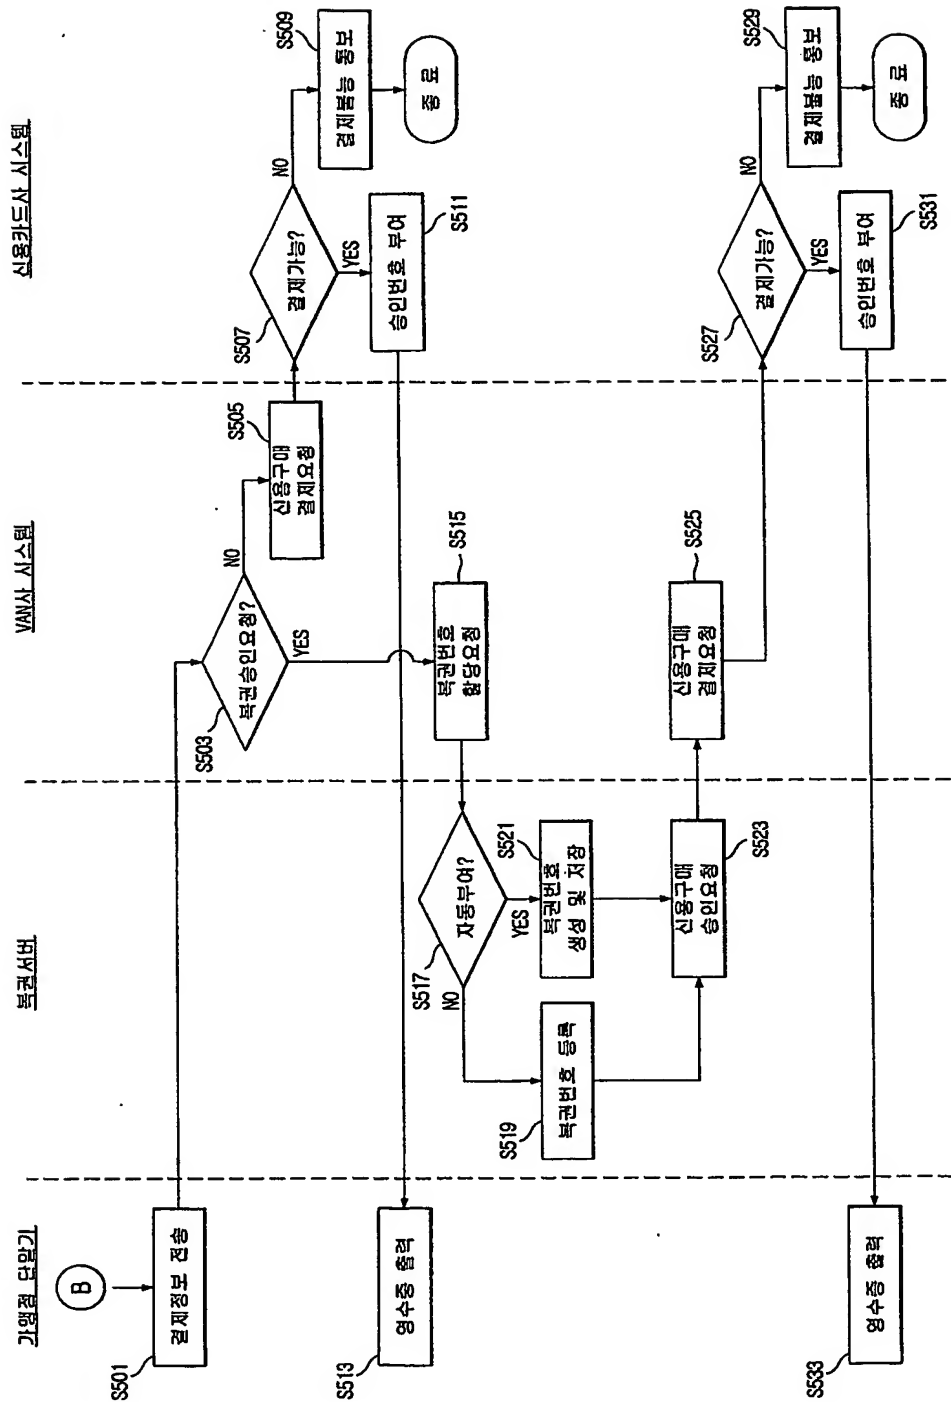 가맹점 단말기
복권서버
VAN사 시스템
신용카드사 시스템
B
S501
결제정보 전송
S503
복권승인요청?
NO
YES
S505
신용구매
결제요청
S507
결제가능?
NO
YES
S509
결제불능 통보
종료
S511
승인번호 부여
S513
영수증 출력
S515
복권번호
할당요청
S517
자동부여?
NO
YES
S519
복권번호 등록
S521
복권번호
생성 및 저장
S523
신용구매
승인요청
S525
신용구매
결제요청
S527
결제가능?
NO
YES
S529
결제불능 통보
종료
S531
승인번호 부여
S533
영수증 출력